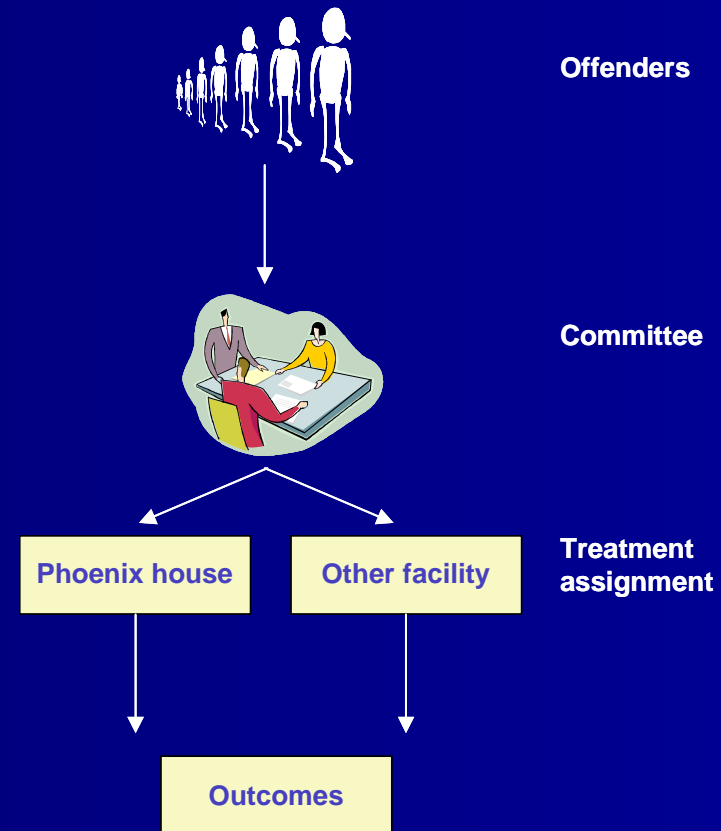 Offenders
Committee
Phoenix house
Other facility
Treatment
assignment
Outcomes